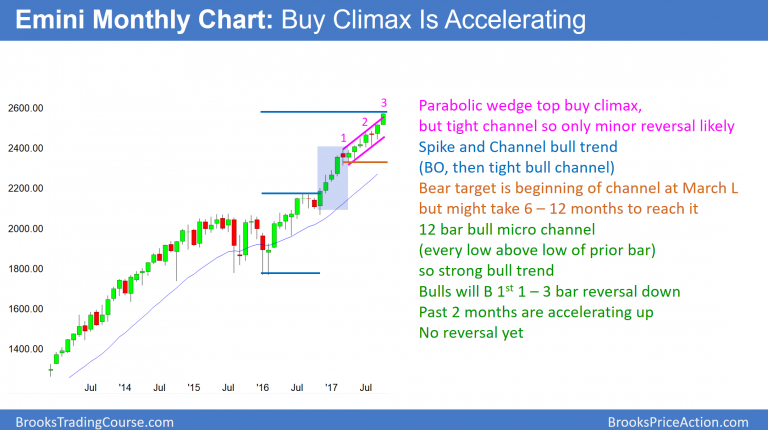 Emini Monthly Chart: Buy Climax Is Accelerating
2600.00
2400.00
2200.00
2000.00
1800.00
1600.00
1400.00
1
2
3
Jul
'14
Jul
'15
Jul
'16
Jul
'17
Jul
Parabolic wedge top buy climax,
but tight channel so only minor reversal likely
Spike and Channel bull trend
(BO, then tight bull channel)
Bear target is beginning of channel at March L
but might take 6 – 12 months to reach it
12 bar bull micro channel
(every low above low of prior bar)
so strong bull trend
Bulls will B 1st 1 – 3 bar reversal down
Past 2 months are accelerating up
No reversal yet
BrooksTradingCourse.com
BrooksPriceAction.com